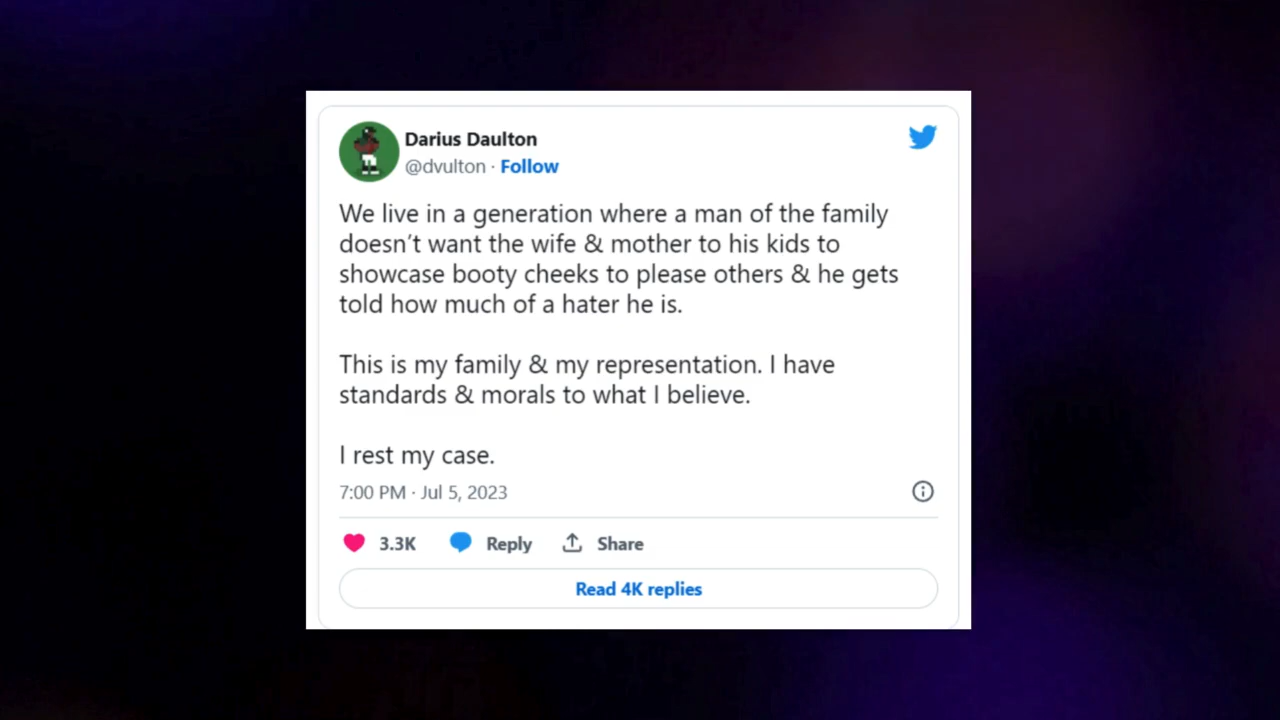 Darius Daulton
@dvulton · Follow
We live in a generation where a man of the family
doesn’t want the wife & mother to his kids to
showcase booty cheeks to please others & he gets
told how much of a hater he is.
This is my family & my representation. I have
standards & morals to what I believe.
I rest my case.
7:00 PM · Jul 5, 2023
3.3K Reply Share
Read 4K replies